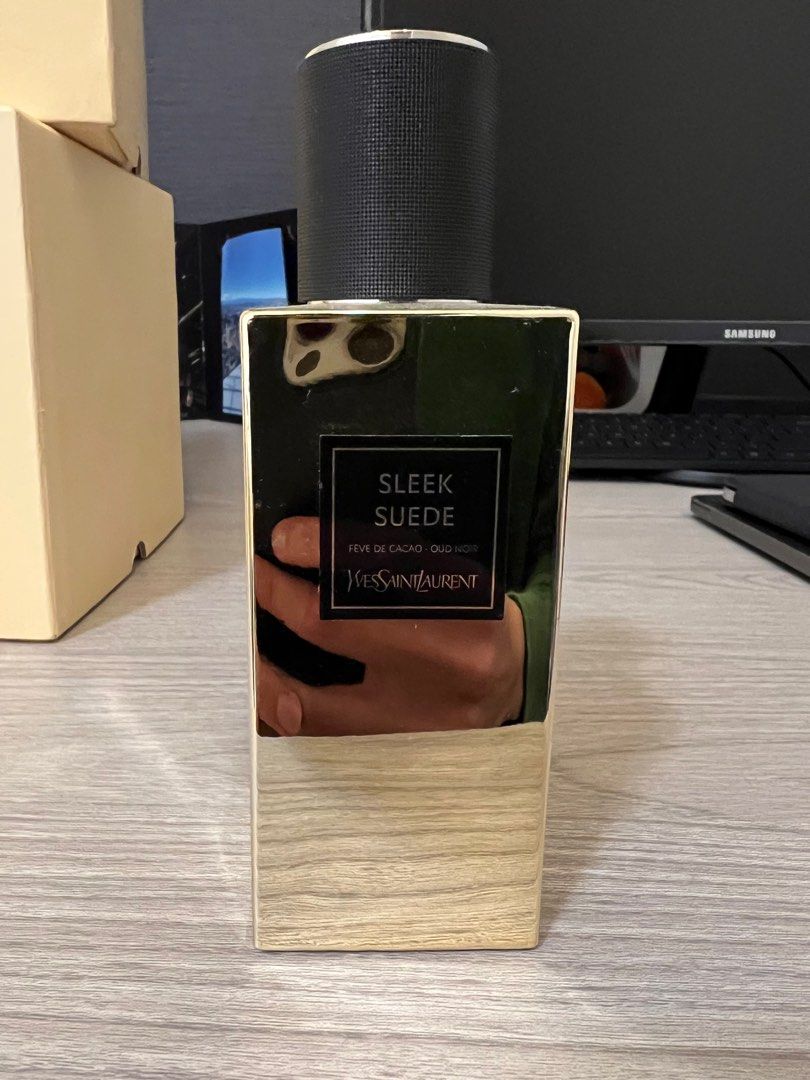 SAMSUNG
SLEEK
SUEDE
FÈVE DE CACAO - OUD NOIR
YVESSAINTLAURENT